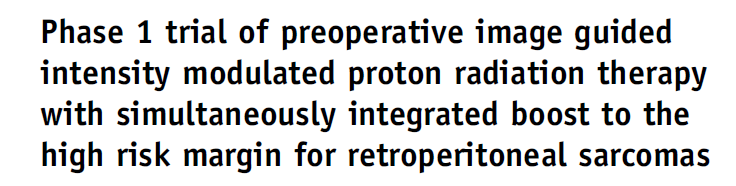 Phase 1 trial of preoperative image guided
intensity modulated proton radiation therapy
with simultaneously integrated boost to the
high risk margin for retroperitoneal sarcomas